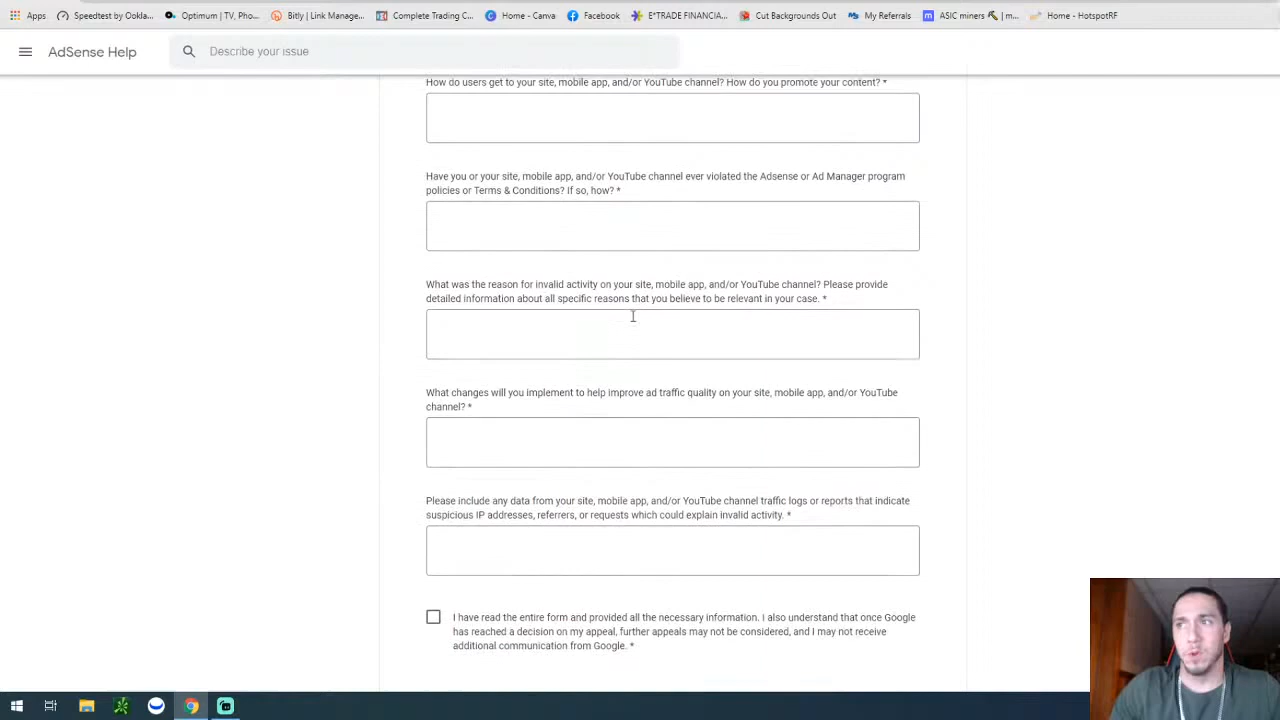 Apps Speedtest by Ookla... Optimum | TV, Pho... Bitly | Link Manage... Complete Trading C... Home - Canva Facebook E*TRADE FINANCIA... Cut Backgrounds Out My Referrals ASIC miners | m... Home - HotspotRF
AdSense Help Describe your issue
How do users get to your site, mobile app, and/or YouTube channel? How do you promote your content? *
Have you or your site, mobile app, and/or YouTube channel ever violated the Adsense or Ad Manager program
policies or Terms & Conditions? If so, how? *
What was the reason for invalid activity on your site, mobile app, and/or YouTube channel? Please provide
detailed information about all specific reasons that you believe to be relevant in your case. *
What changes will you implement to help improve ad traffic quality on your site, mobile app, and/or YouTube
channel? *
Please include any data from your site, mobile app, and/or YouTube channel traffic logs or reports that indicate
suspicious IP addresses, referrers, or requests which could explain invalid activity. *
I have read the entire form and provided all the necessary information. I also understand that once Google
has reached a decision on my appeal, further appeals may not be considered, and I may not receive
additional communication from Google. *